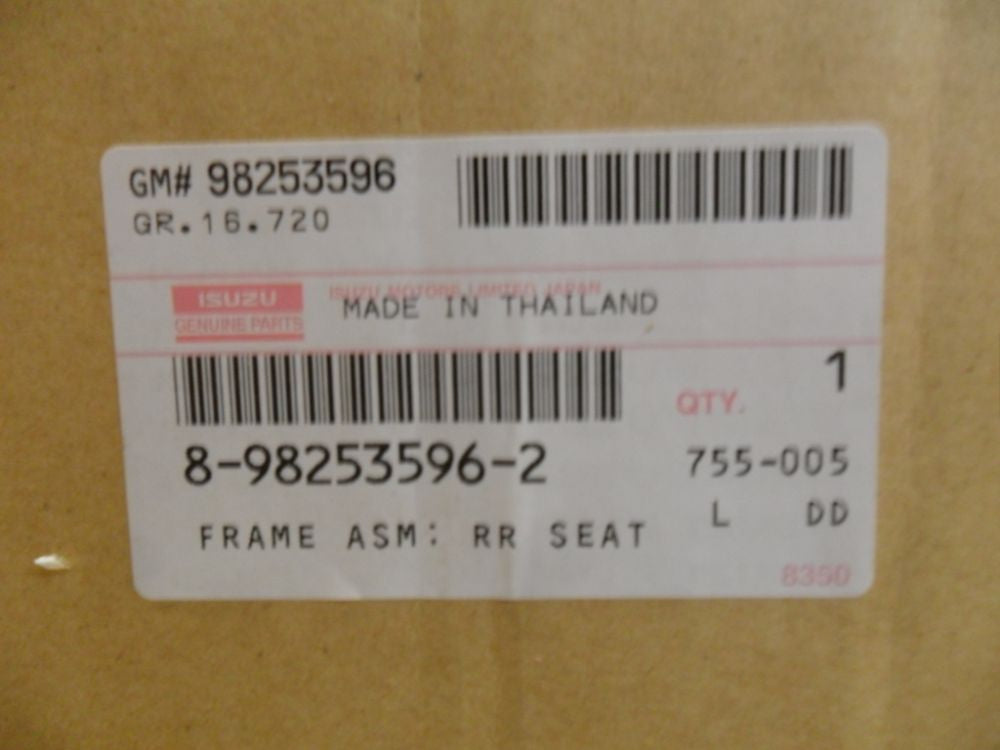 GM# 98253596
GR.16.720
ISUZU
GENUINE PARTS
ISUZU MOTORS LIMITED JAPAN
MADE IN THAILAND
1
QTY.
8-98253596-2
755-005
L DD
FRAME ASM: RR SEAT
8350